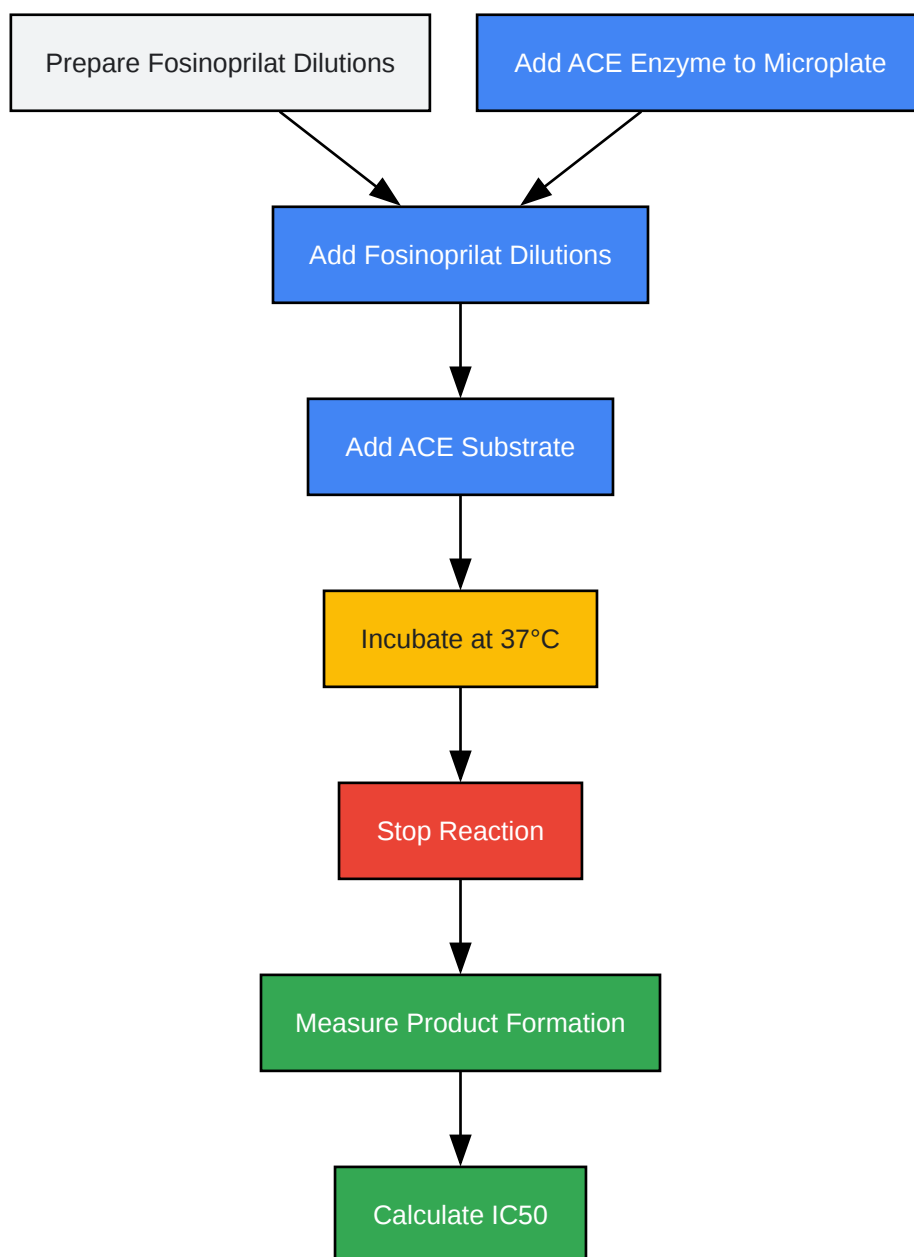 Prepare Fosinoprilat Dilutions
Add ACE Enzyme to Microplate
Add Fosinoprilat Dilutions
Add ACE Substrate
Incubate at 37°C
Stop Reaction
Measure Product Formation
Calculate IC50